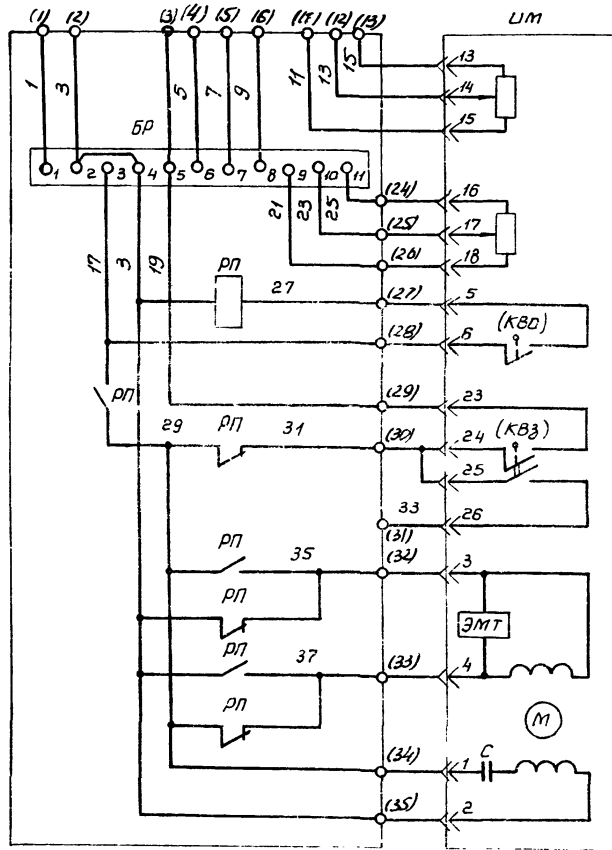 (1) (2) (3) (4) (5) (6) (11) (12) (13) ИМ
1 3 5 7 9 11 13 15 13
14
15
БР
1 2 3 4 5 6 7 8 9 10 11
(24) 16
21 23 25 (25) 17
(26) 18
17 3 19
РП 27 (27) 5
(28) 6 (КВО)
РП
(29) 23
29 РП 31 (30) 24 (КВЗ)
25
33 26
(31)
РП 35 (32) 3
РП
ЭМТ
РП 37 (33) 4
РП
М
(34) 1 С
(35) 2